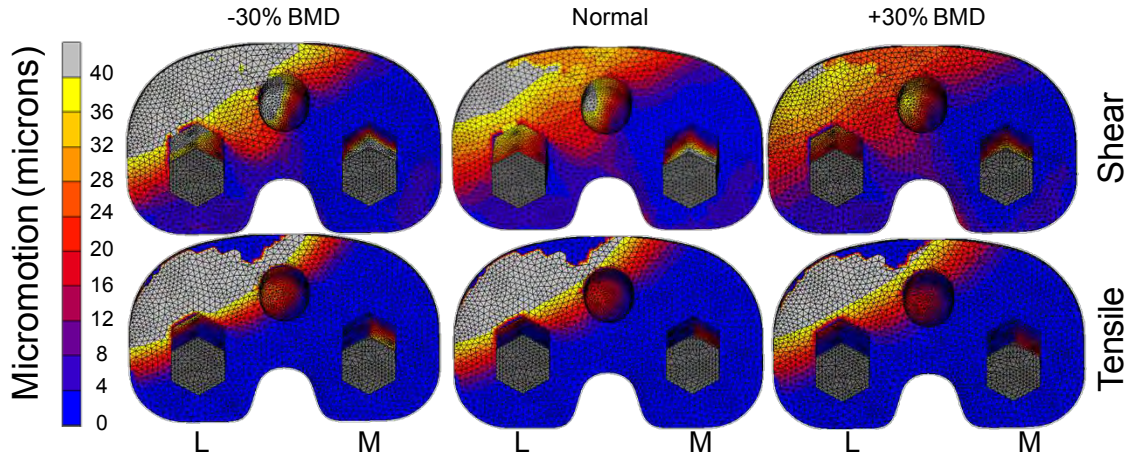 -30% BMD Normal +30% BMD
Micromotion (microns)
40
36
32
28
24
20
16
12
8
4
0
Shear
Tensile
L M L M L M